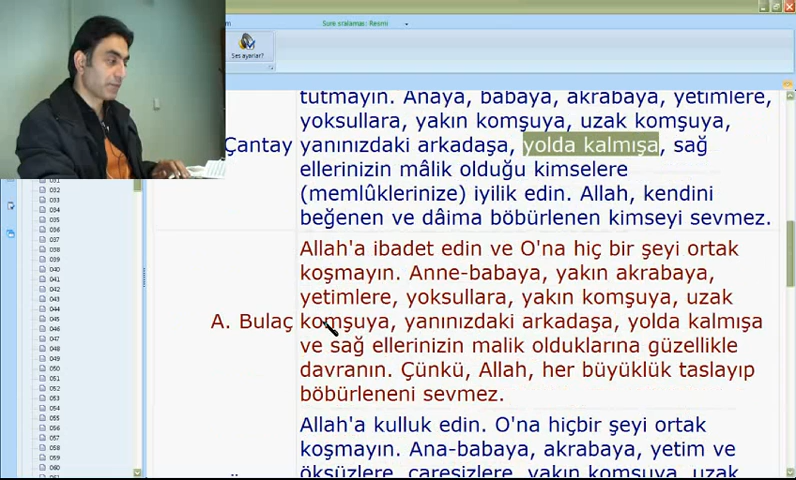 Sure sıralaması: Resmi
m
Ses ayarları?
tutmayın. Anaya, babaya, akrabaya, yetimlere,
yoksullara, yakın komşuya, uzak komşuya,
Çantay yanınızdaki arkadaşa, yolda kalmışa, sağ
ellerinizin mâlik olduğu kimselere
(memlûklerinize) iyilik edin. Allah, kendini
beğenen ve dâima böbürlenen kimseyi sevmez.
Allah'a ibadet edin ve O'na hiç bir şeyi ortak
koşmayın. Anne-babaya, yakın akrabaya,
yetimlere, yoksullara, yakın komşuya, uzak
A. Bulaç komşuya, yanınızdaki arkadaşa, yolda kalmışa
ve sağ ellerinizin malik olduklarına güzellikle
davranın. Çünkü, Allah, her büyüklük taslayıp
böbürleneni sevmez.
Allah'a kulluk edin. O'na hiçbir şeyi ortak
koşmayın. Ana-babaya, akrabaya, yetim ve
öksüzlere, çaresizlere, yakın komşuya, uzak
032
033
034
035
036
037
038
039
040
041
042
043
044
045
046
047
048
049
050
051
052
053
054
055
056
057
058
059
060